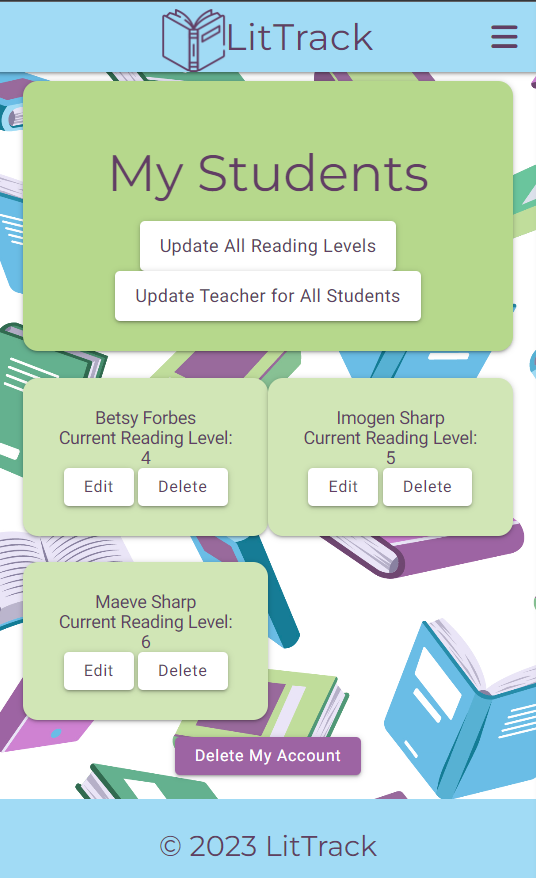 LitTrack
My Students
Update All Reading Levels
Update Teacher for All Students
Betsy Forbes
Current Reading Level:
4
Edit Delete
Imogen Sharp
Current Reading Level:
5
Edit Delete
Maeve Sharp
Current Reading Level:
6
Edit Delete
Delete My Account
© 2023 LitTrack